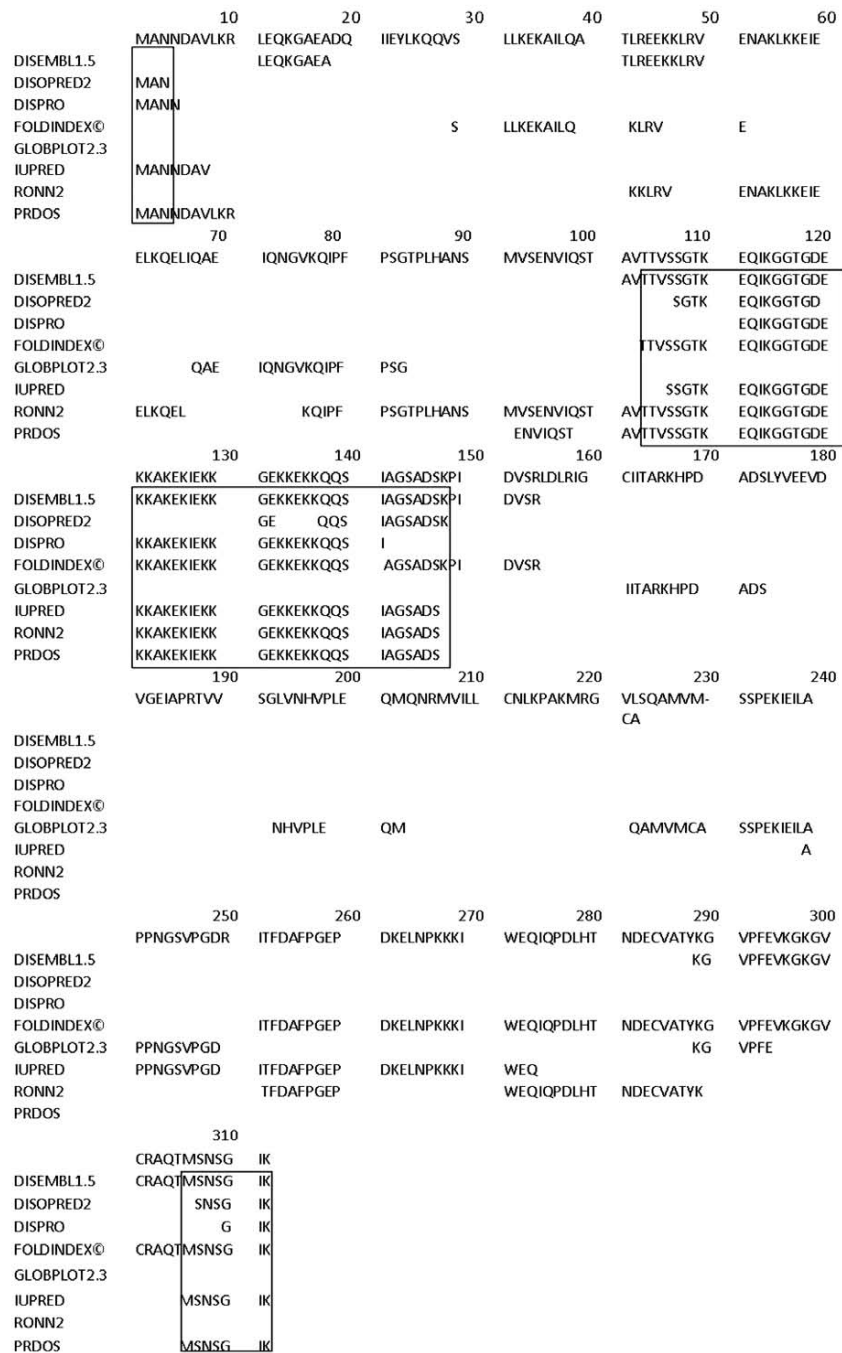 10 20 30 40 50 60
MANNDAVLKR LEQKGAEADQ IIEYLKQQVS LLKEKAILQA TLREEKKLRV ENAKLKKEIE
DISEMBL1.5 LEQKGAEA TLREEKKLRV
DISOPRED2 MAN
DISPRO MANN
FOLDINDEX© S LLKEKAILQ KLRV E
GLOBPLOT2.3
IUPRED MANNDAV
RONN2 KKLRV ENAKLKKEIE
PRDOS MANNDAVLKR
70 80 90 100 110 120
ELKQELIQAE IQNGVKQIPF PSGTPLHANS MVSENVIQST AVTTVSSGTK EQIKGGTGDE
DISEMBL1.5 AVTTVSSGTK EQIKGGTGDE
DISOPRED2 SGTK EQIKGGTGD
DISPRO EQIKGGTGDE
FOLDINDEX© TTVSSGTK EQIKGGTGDE
GLOBPLOT2.3 QAE IQNGVKQIPF PSG
IUPRED SSGTK EQIKGGTGDE
RONN2 ELKQEL KQIPF PSGTPLHANS MVSENVIQST AVTTVSSGTK EQIKGGTGDE
PRDOS ENVIQST AVTTVSSGTK EQIKGGTGDE
130 140 150 160 170 180
KKAKEKIEKK GEKKEKKQQS IAGSADSKPI DVSRLDLRIG CIITARKHPD ADSLYVEEVD
DISEMBL1.5 KKAKEKIEKK GEKKEKKQQS IAGSADSKPI DVSR
DISOPRED2 GE QQS IAGSADSK
DISPRO KKAKEKIEKK GEKKEKKQQS I
FOLDINDEX© KKAKEKIEKK GEKKEKKQQS AGSADSKPI DVSR
GLOBPLOT2.3 IITARKHPD ADS
IUPRED KKAKEKIEKK GEKKEKKQQS IAGSADS
RONN2 KKAKEKIEKK GEKKEKKQQS IAGSADS
PRDOS KKAKEKIEKK GEKKEKKQQS IAGSADS
190 200 210 220 230 240
VGEIAPRTVV SGLVNHVPLE QMQNRMVILL CNLKPAKMRG VLSQAMVM- SSPEKIEILA
CA
DISEMBL1.5
DISOPRED2
DISPRO
FOLDINDEX©
GLOBPLOT2.3 NHVPLE QM QAMVMCA SSPEKIEILA
IUPRED A
RONN2
PRDOS
250 260 270 280 290 300
PPNGSVPGDR ITFDAFPGEP DKELNPKKKI WEQIQPDLHT NDECVATYKG VPFEVKGKGV
DISEMBL1.5 KG VPFEVKGKGV
DISOPRED2
DISPRO
FOLDINDEX© ITFDAFPGEP DKELNPKKKI WEQIQPDLHT NDECVATYKG VPFEVKGKGV
GLOBPLOT2.3 PPNGSVPGD KG VPFE
IUPRED PPNGSVPGD ITFDAFPGEP DKELNPKKKI WEQ
RONN2 TFDAFPGEP WEQIQPDLHT NDECVATYK
PRDOS
310
CRAQTMSNSG IK
DISEMBL1.5 CRAQTMSNSG IK
DISOPRED2 SNSG IK
DISPRO G IK
FOLDINDEX© CRAQTMSNSG IK
GLOBPLOT2.3
IUPRED MSNSG IK
RONN2
PRDOS MSNSG IK